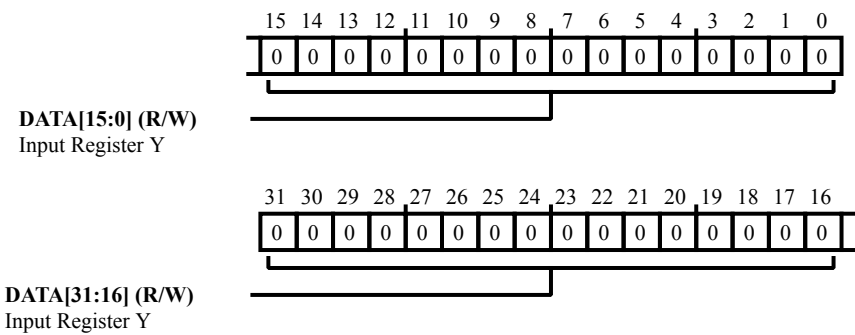 15 14 13 12 11 10 9 8 7 6 5 4 3 2 1 0
0 0 0 0 0 0 0 0 0 0 0 0 0 0 0 0
DATA[15:0] (R/W)
Input Register Y
31 30 29 28 27 26 25 24 23 22 21 20 19 18 17 16
0 0 0 0 0 0 0 0 0 0 0 0 0 0 0 0
DATA[31:16] (R/W)
Input Register Y